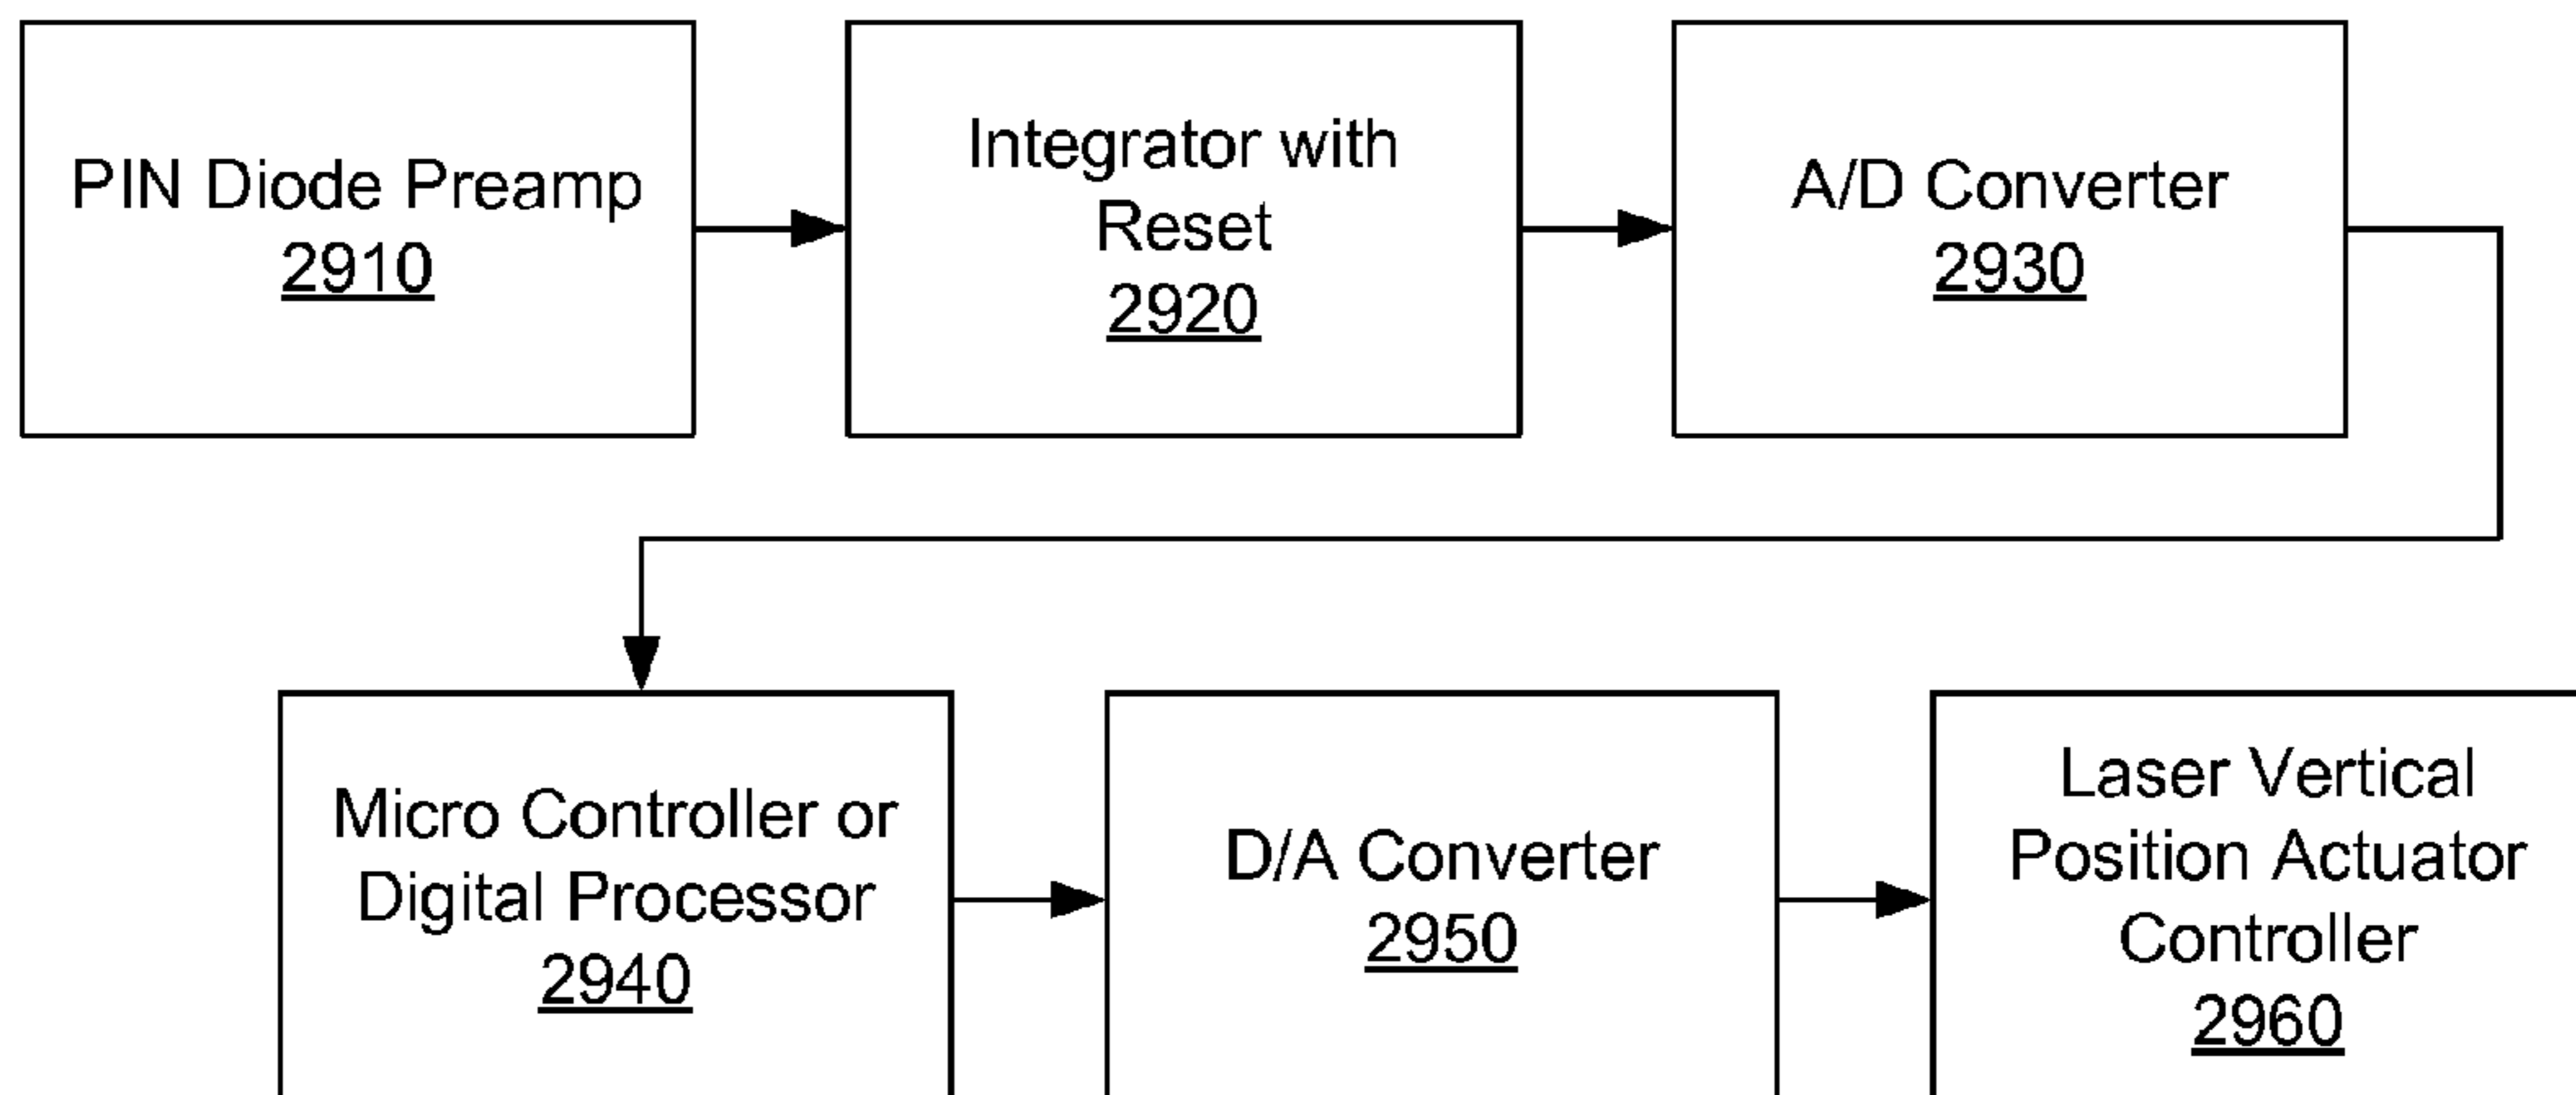 PIN Diode Preamp
2910
Integrator with
Reset
2920
A/D Converter
2930
Micro Controller or
Digital Processor
2940
D/A Converter
2950
Laser Vertical
Position Actuator
Controller
2960